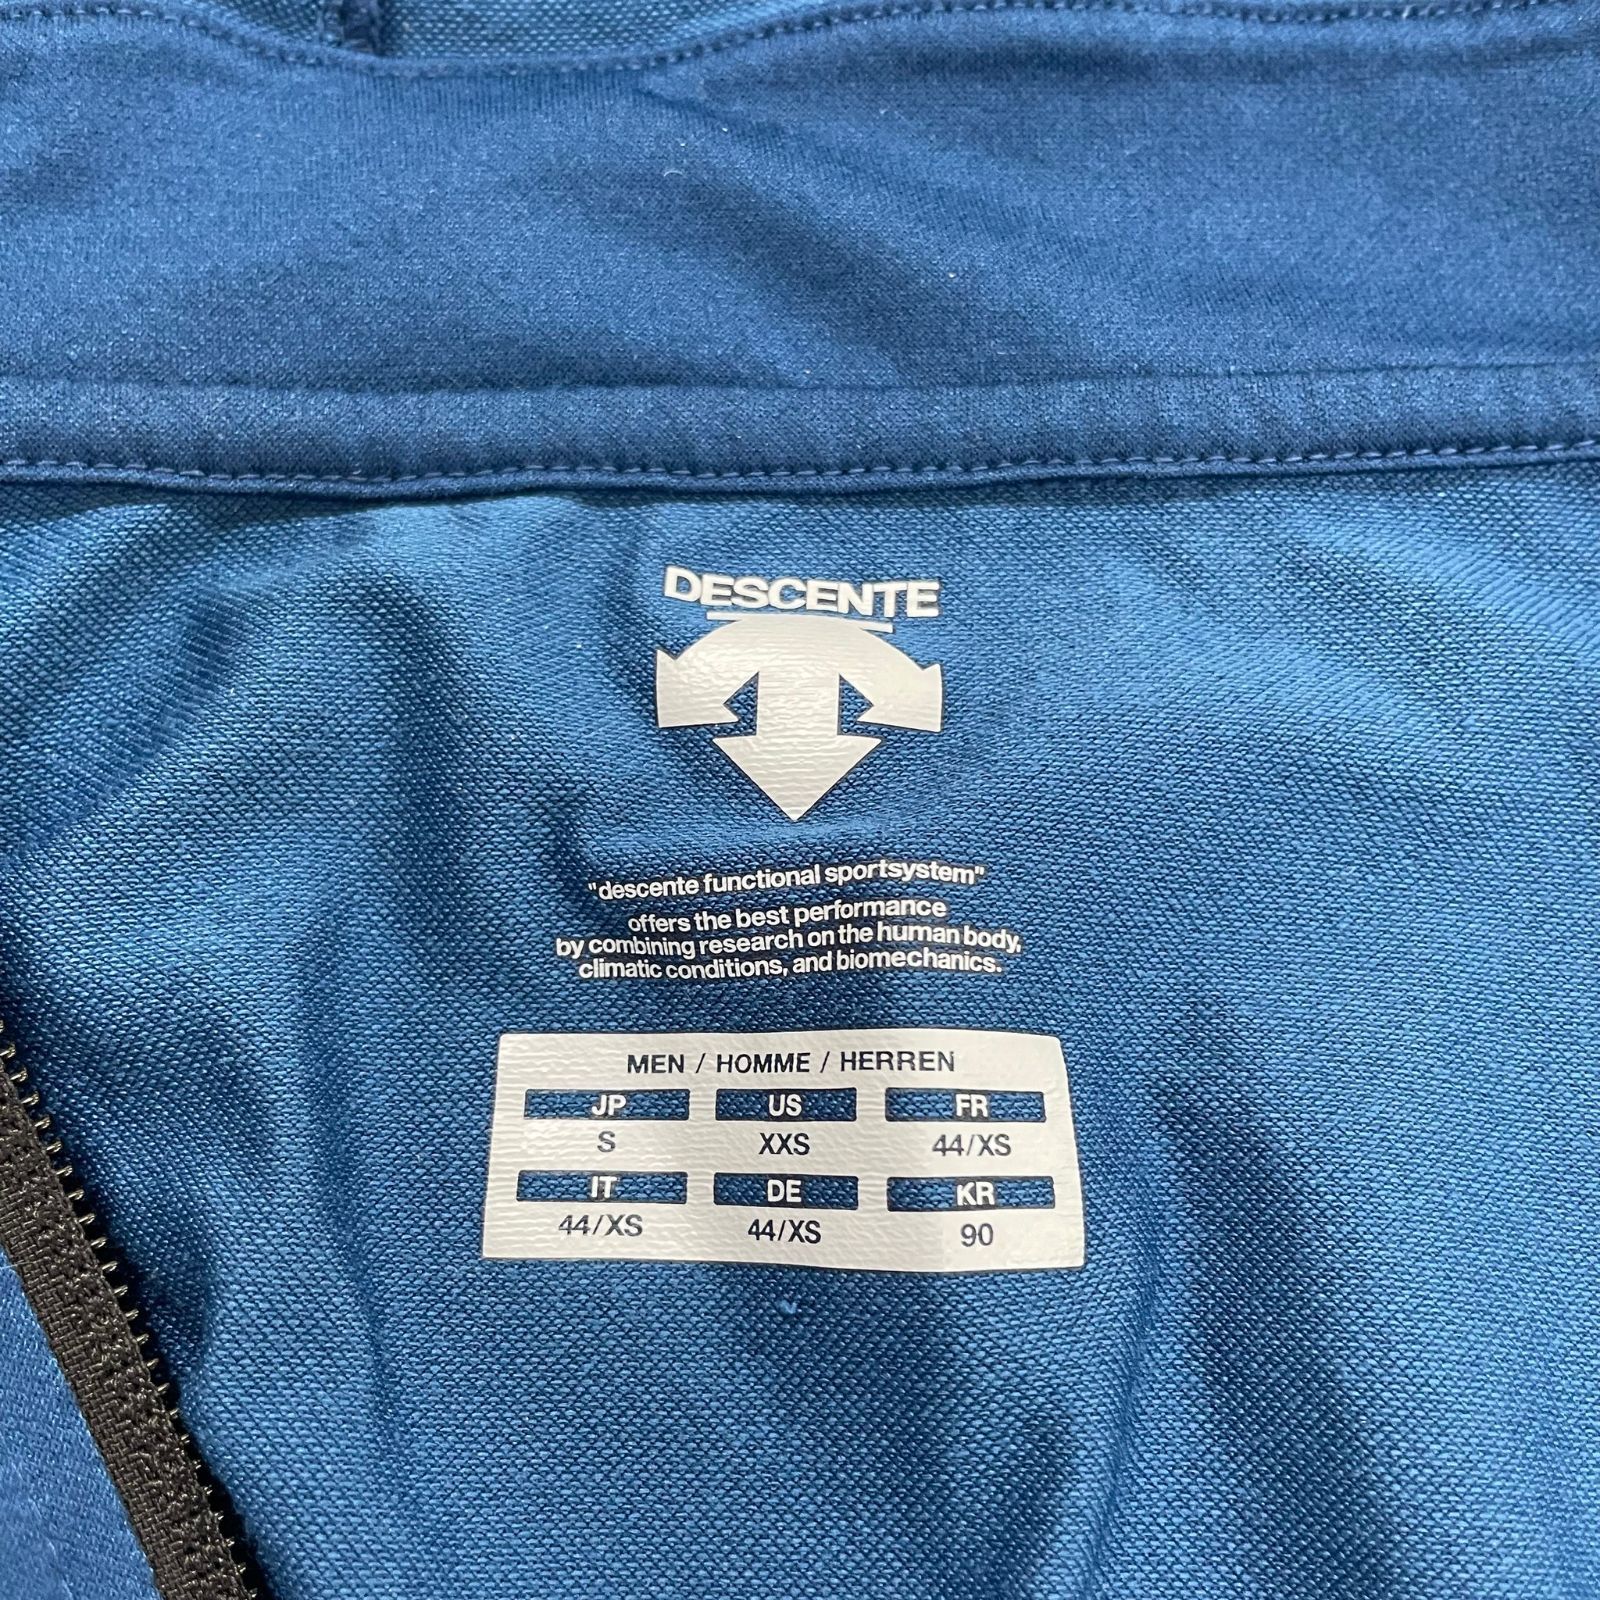 DESCENTE
"descente functional sportsystem"
offers the best performance
by combining research on the human body,
climatic conditions, and biomechanics.
MEN / HOMME / HERREN
JP US FR
S XXS 44/XS
IT DE KR
44/XS 44/XS 90